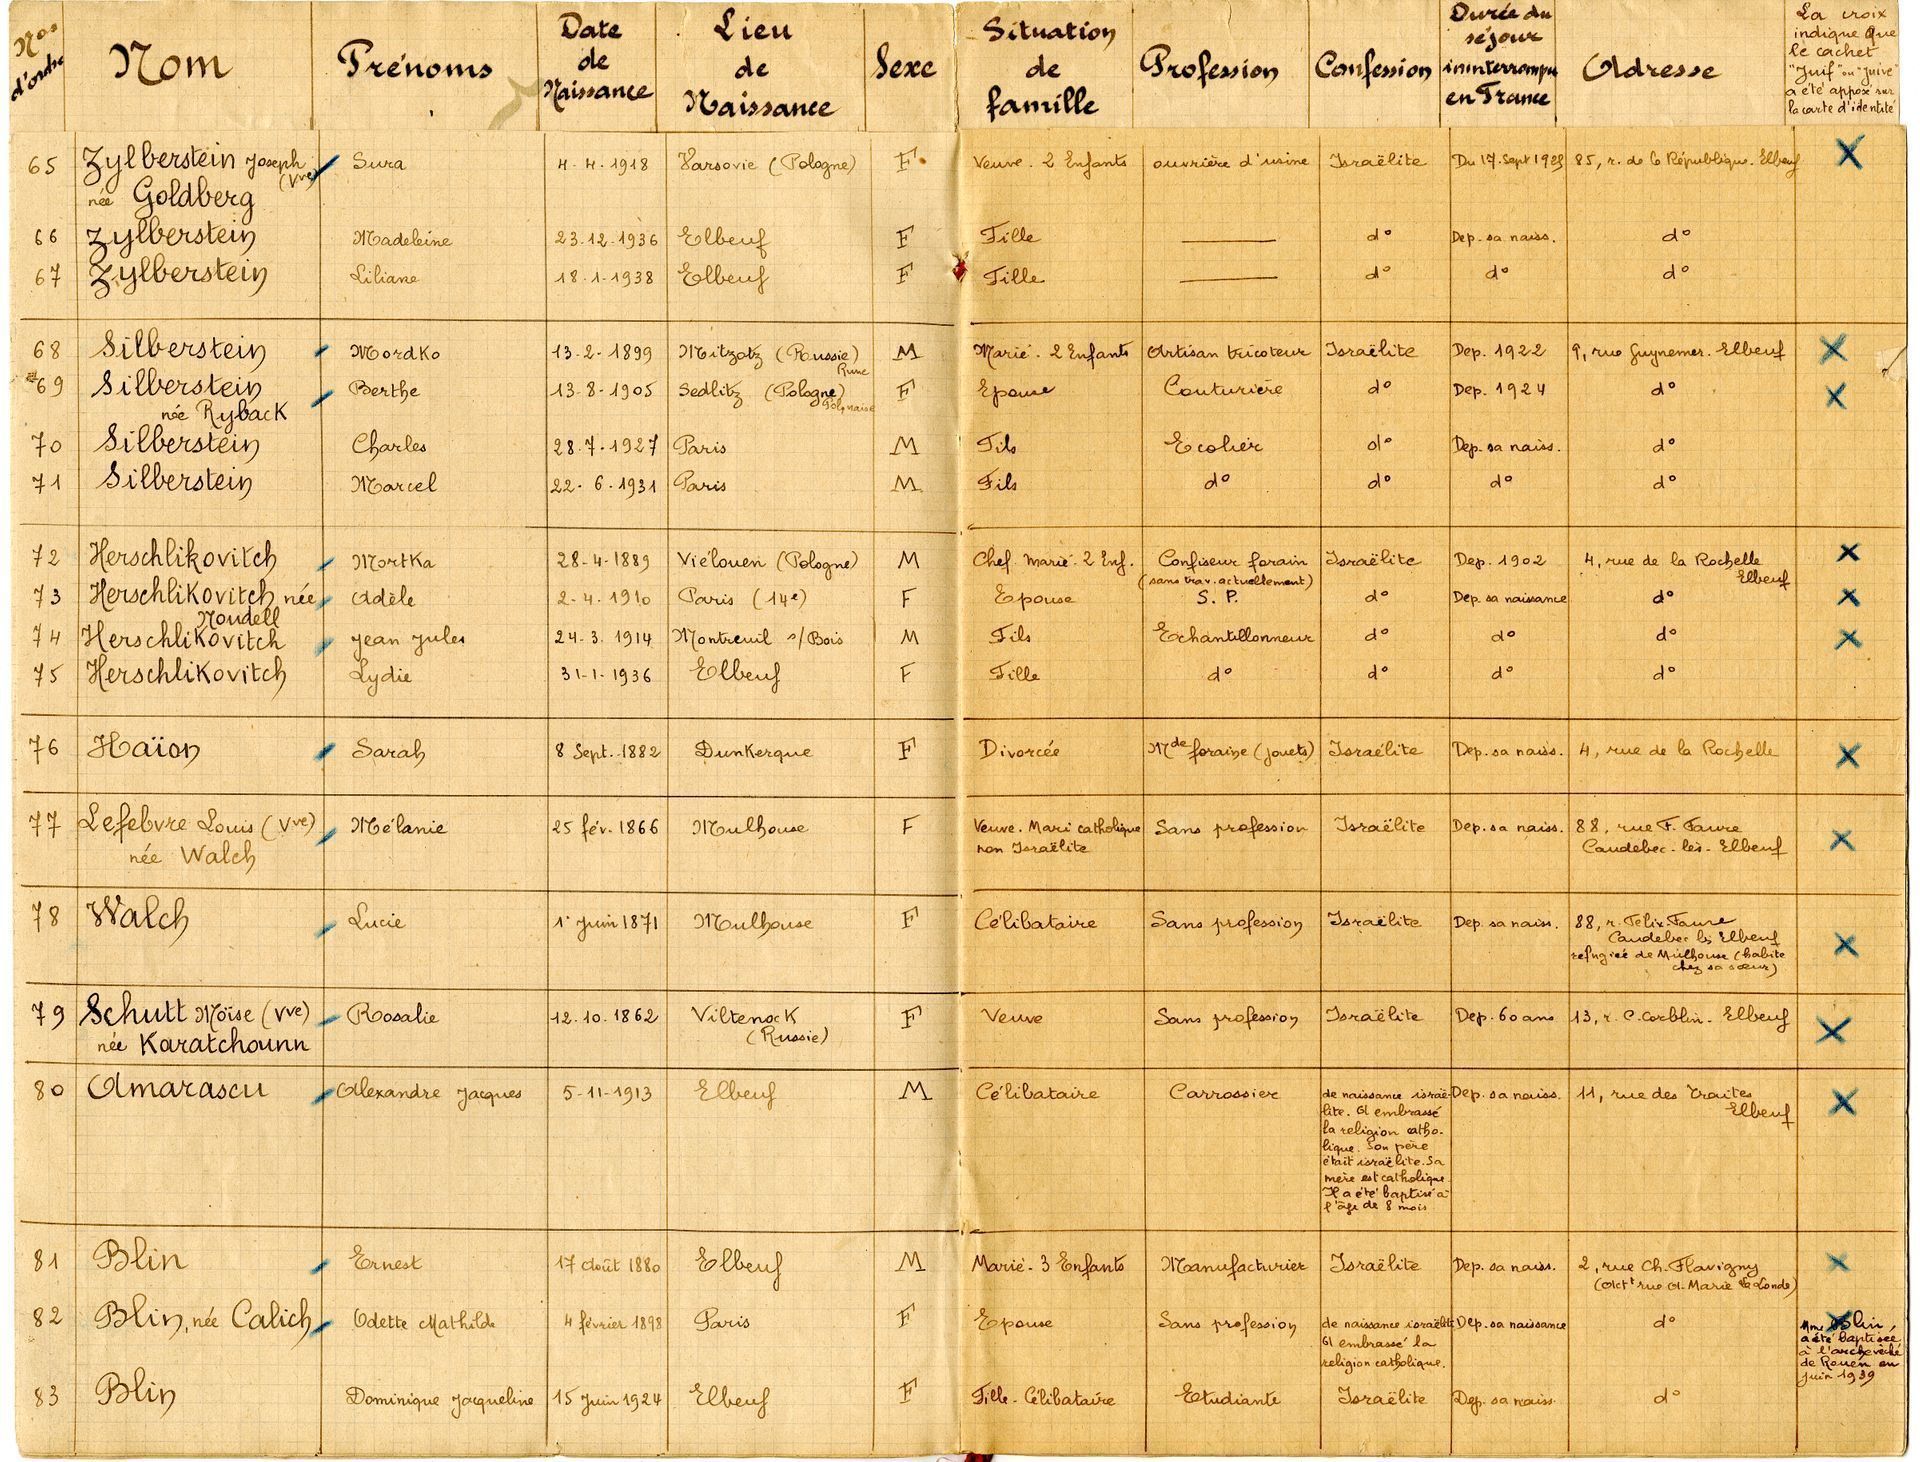 Nos d'ordre Nom Prénoms Date de Naissance Lieu de Naissance Sexe Situation de famille Profession Confession Durée du séjour ininterrompu en France Adresse La croix indique que le cachet "Juif" ou "Juive" a été apposé sur la carte d'identité
65 Zylberstein Joseph (Vve) Sura 4-4-1918 Varsovie (Pologne) F Veuve. 2 Enfants ouvrière d'usine Israëlite Du 17 Sept 85, r. de la République. Elbeuf X
née Goldberg
66 Zylberstein Madeleine 23.12.1936 Elbeuf F Fille d° Dep. sa naiss. d°
67 Zylberstein Liliane 18-1-1938 Elbeuf F Fille d° d° d°
68 Silberstein Mordko 13-2-1899 Mitzotz (Roussie) M Marié. 2 Enfants Artisan tricoteur Israëlite Dep. 1922 9, rue Guynemer. Elbeuf X
Rune
69 Silberstein Berthe 13-8-1905 Sedlitz (Pologne) F Epouse Couturière d° Dep. 1924 d° X
née Ryback Polonaise
70 Silberstein Charles 28.7.1927 Paris M Fils Ecolier d° Dep. sa naiss. d°
71 Silberstein Marcel 22-6-1931 Paris M Fils d° d° d° d°
72 Herschlikovitch Mortka 28-4-1889 Viélouen (Pologne) M Chef. Marié. 2 Enf. Confiseur forain Israëlite Dep. 1902 4, rue de la Rochelle X
(sans trav. actuellement) Elbeuf
73 Herschlikovitch née Adèle 2-4-1910 Paris (14e) F Epouse S. P. d° Dep. sa naissance d° X
Noudell
74 Herschlikovitch Jean Jules 24-3-1914 Montreuil s/Bois M Fils Echantillonneur d° d° d° X
75 Herschlikovitch Lydie 31-1-1936 Elbeuf F Fille d° d° d° d°
76 Haïon Sarah 8 Sept. 1882 Dunkerque F Divorcée Mde foraine (jouets) Israélite Dep. sa naiss. 4, rue de la Rochelle X
77 Lefebvre Louis (Vve) Mélanie 25 fév. 1866 Mulhouse F Veuve. Mari catholique Sans profession Israëlite Dep. sa naiss. 88, rue F. Faure X
née Walch non Israëlite Caudebec-lès-Elbeuf
78 Walch Lucie 1° Juin 1871 Mulhouse F Célibataire Sans profession Israëlite Dep. sa naiss. 88, r. Félix-Faure X
Caudebec ls Elbeuf
refugiée de Mulhouse (habite
chez sa sœur)
79 Schutt Moïse (Vve) Rosalie 12.10.1862 Viltenock F Veuve Sans profession Israëlite Dep. 60 ans 13, r. C. Corblin. Elbeuf X
née Karatchounn (Russie)
80 Amarascu Alexandre Jacques 5-11-1913 Elbeuf M Célibataire Carrossier de naissance israë- Dep. sa naiss. 11, rue des Traites X
lite. A embrassé Elbeuf
la religion catho-
lique. Son père
était israëlite. Sa
mère est catholique
Il a été baptisé à
l'âge de 8 mois
81 Blin Ernest 17 Août 1880 Elbeuf M Marié. 3 Enfants Manufacturier Israëlite Dep. sa naiss. 2, rue Ch. Flavigny X
(Actt rue A. Marie La Londe)
82 Blin, née Calich Odette Mathilde 4 février 1898 Paris F Epouse Sans profession de naissance israëlite Dep. sa naissance d° X
A embrassé la
religion catholique.
Mme Blin,
a été baptisée
à l'archevêché
de Rouen en
juin 1939
83 Blin Dominique Jacqueline 15 Juin 1924 Elbeuf F Fille. Célibataire Etudiante Israëlite Dep. sa naiss. d°